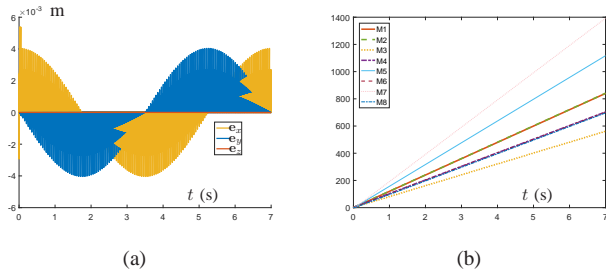 ×10⁻³ m
6
4
2
0
−2
−4
−6
0 1 2 3 4 5 6 7
e_x
e_y
e_z
t (s)
(a)
1400
1200
1000
800
600
400
200
0
0 1 2 3 4 5 6 7
M1
M2
M3
M4
M5
M6
M7
M8
t (s)
(b)